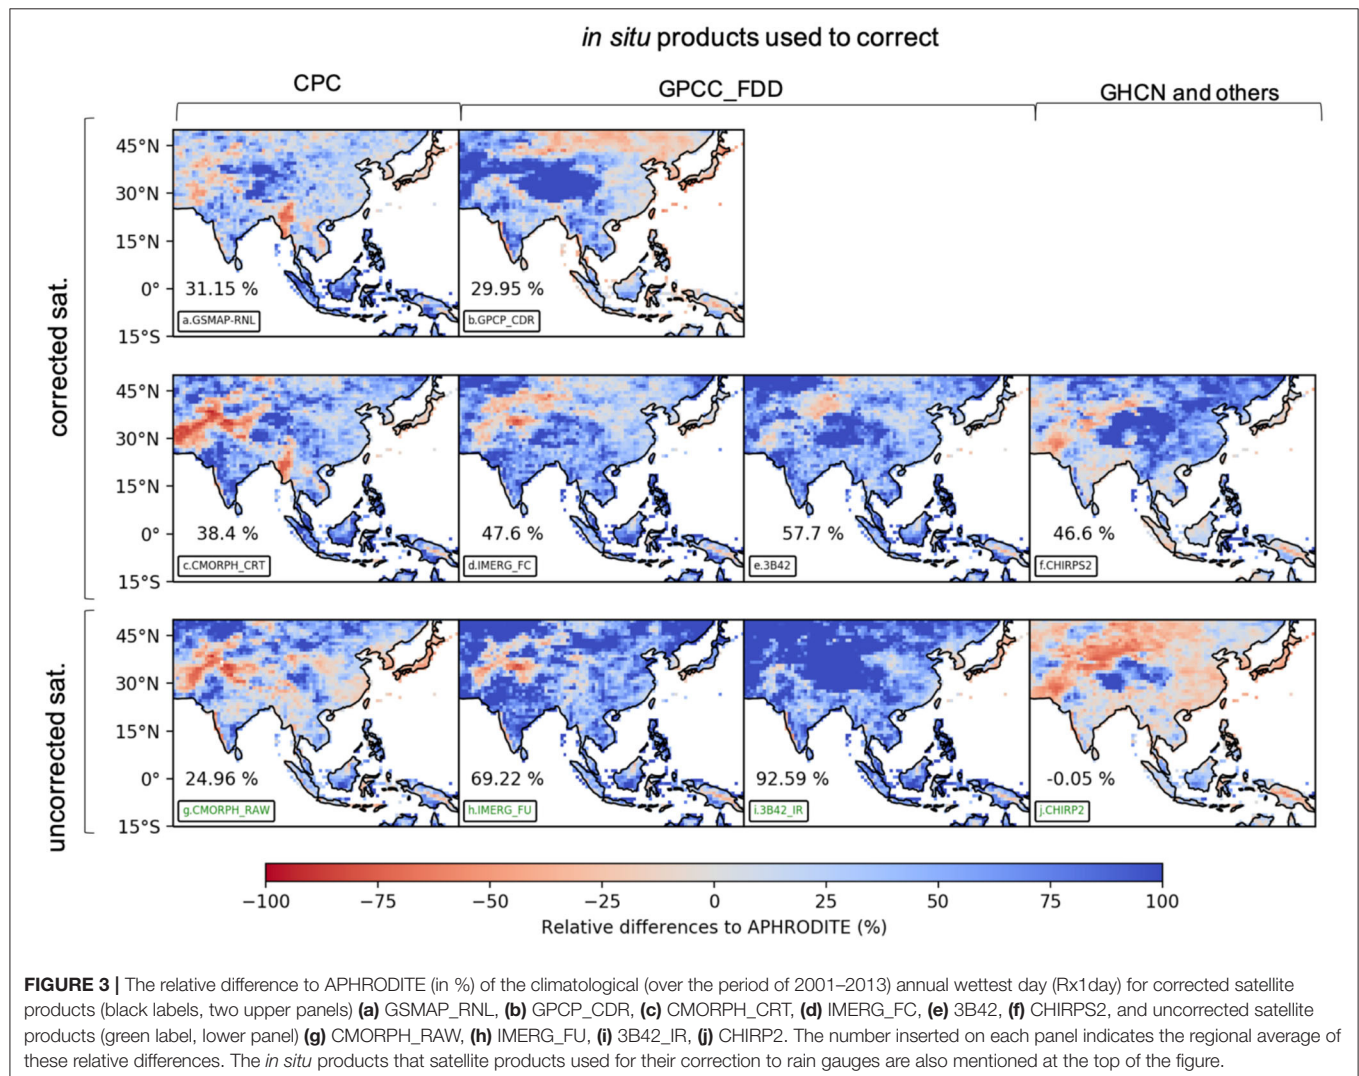 in situ products used to correct
CPC
GPCC_FDD
GHCN and others
corrected sat.
45°N
30°N
15°N
0°
15°S
31.15 %
a.GSMAP-RNL
29.95 %
b.GPCP_CDR
45°N
30°N
15°N
0°
15°S
38.4 %
c.CMORPH_CRT
47.6 %
d.IMERG_FC
57.7 %
e.3B42
46.6 %
f.CHIRPS2
uncorrected sat.
45°N
30°N
15°N
0°
15°S
24.96 %
g.CMORPH_RAW
69.22 %
h.IMERG_FU
92.59 %
i.3B42_IR
-0.05 %
j.CHIRP2
−100 −75 −50 −25 0 25 50 75 100
Relative differences to APHRODITE (%)
FIGURE 3 | The relative difference to APHRODITE (in %) of the climatological (over the period of 2001–2013) annual wettest day (Rx1day) for corrected satellite
products (black labels, two upper panels) (a) GSMAP_RNL, (b) GPCP_CDR, (c) CMORPH_CRT, (d) IMERG_FC, (e) 3B42, (f) CHIRPS2, and uncorrected satellite
products (green label, lower panel) (g) CMORPH_RAW, (h) IMERG_FU, (i) 3B42_IR, (j) CHIRP2. The number inserted on each panel indicates the regional average of
these relative differences. The in situ products that satellite products used for their correction to rain gauges are also mentioned at the top of the figure.